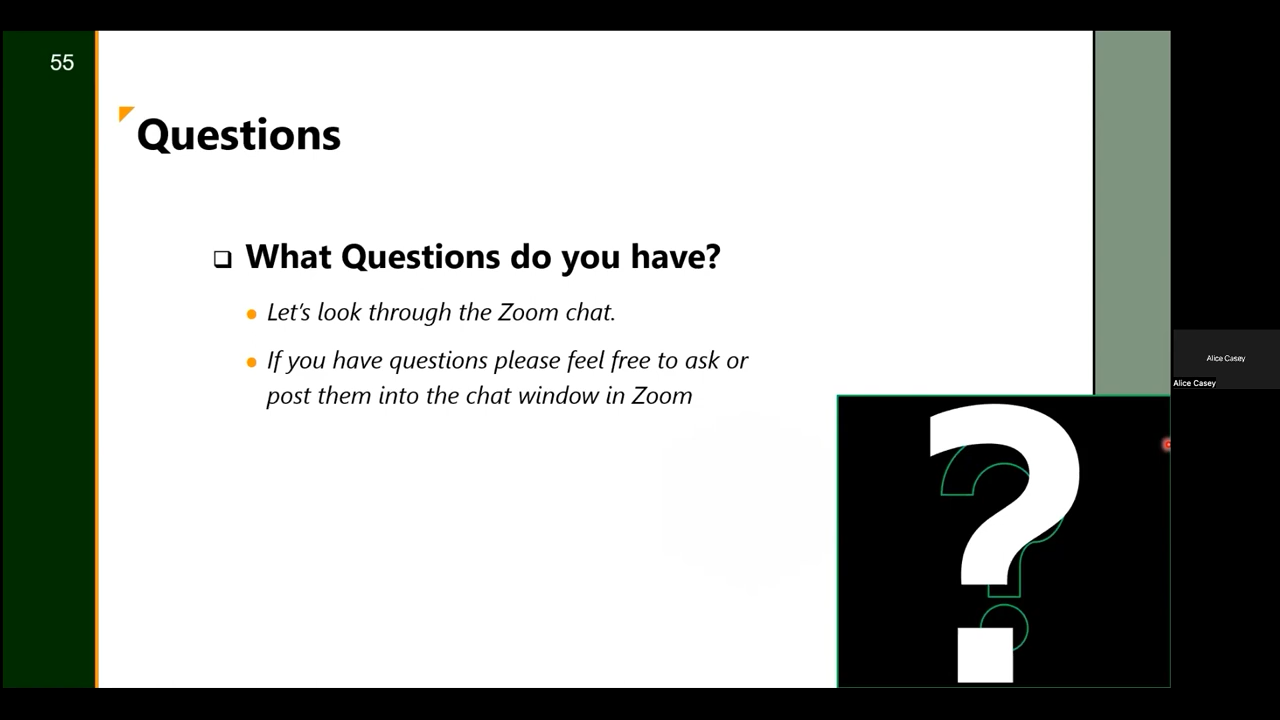 55
Questions
❑ What Questions do you have?
• Let's look through the Zoom chat.
• If you have questions please feel free to ask or
post them into the chat window in Zoom
?
Alice Casey
Alice Casey